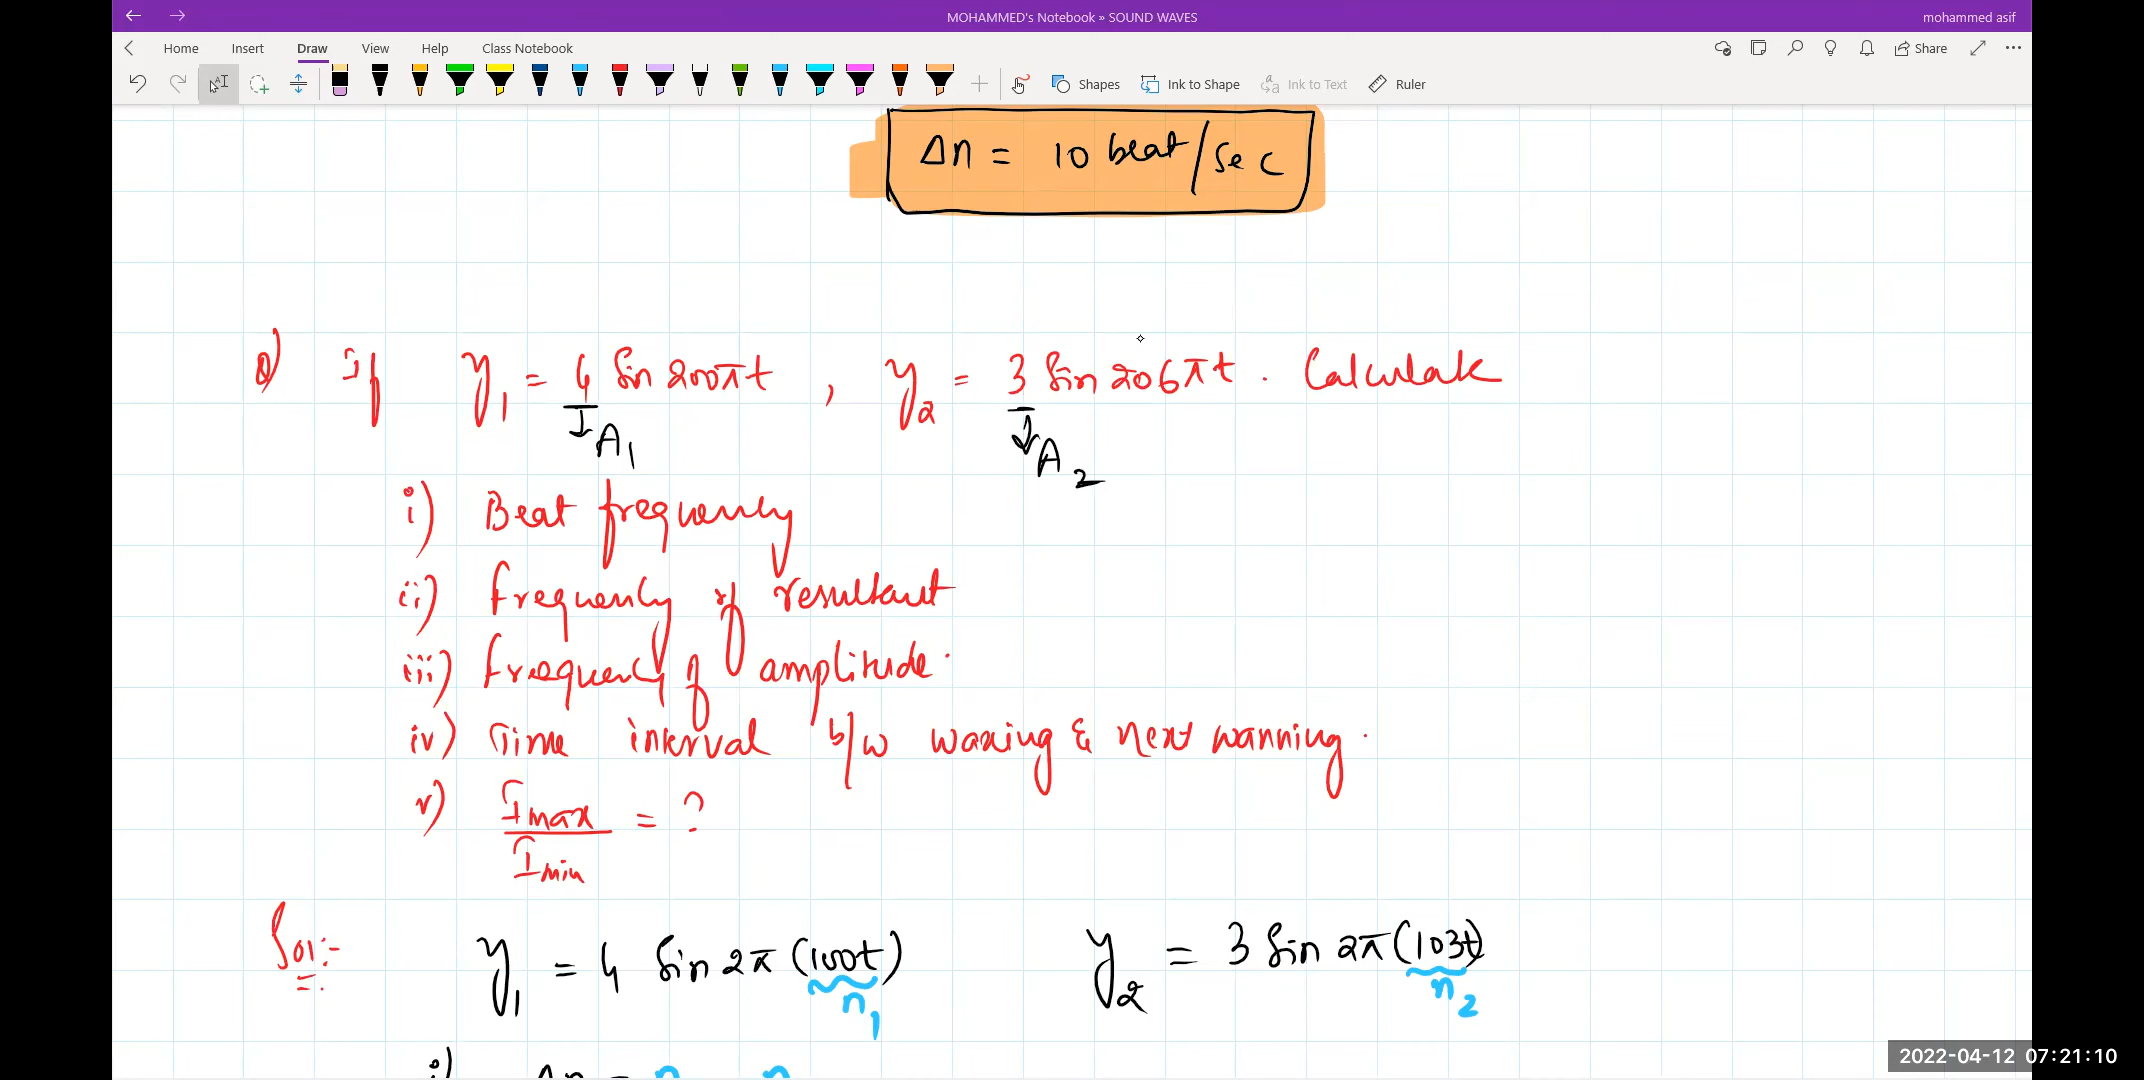 MOHAMMED's Notebook » SOUND WAVES
mohammed asif
Home Insert Draw View Help Class Notebook
Share
Shapes Ink to Shape Ink to Text Ruler
Δn = 10 beat/sec
Q) If y₁ = 4 Sin 200πt , y₂ = 3 Sin 206πt . Calculate
A₁ A₂
i) Beat frequency
ii) frequency of resultant
iii) frequency of amplitude.
iv) Time interval b/w waxing & next wanning.
v) Imax/Imin = ?
Sol:-
y₁ = 4 Sin 2π (100t) y₂ = 3 Sin 2π (103t)
n₁ n₂
i) Δn = n n
2022-04-12 07:21:10